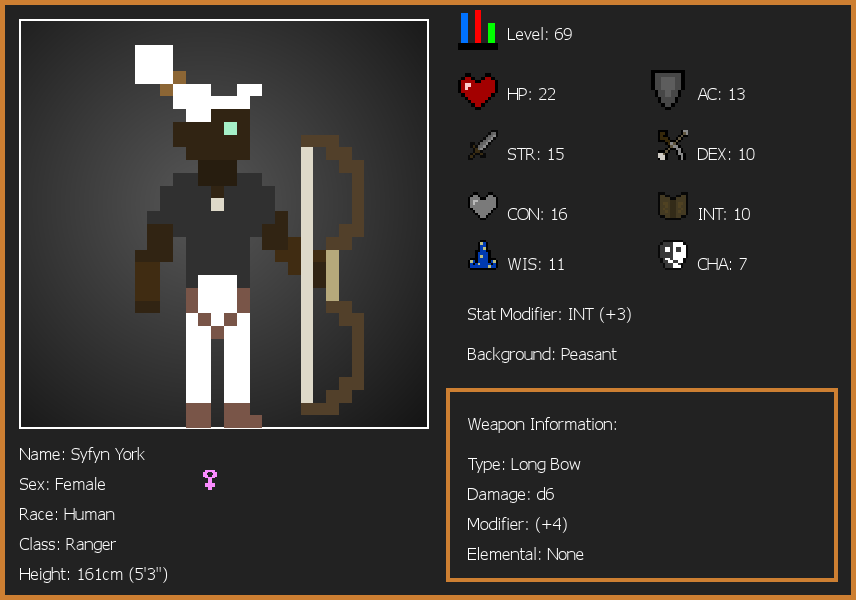 Level: 69
HP: 22
AC: 13
STR: 15
DEX: 10
CON: 16
INT: 10
WIS: 11
CHA: 7
Stat Modifier: INT (+3)
Background: Peasant
Weapon Information:
Type: Long Bow
Damage: d6
Modifier: (+4)
Elemental: None
Name: Syfyn York
Sex: Female
Race: Human
Class: Ranger
Height: 161cm (5'3")